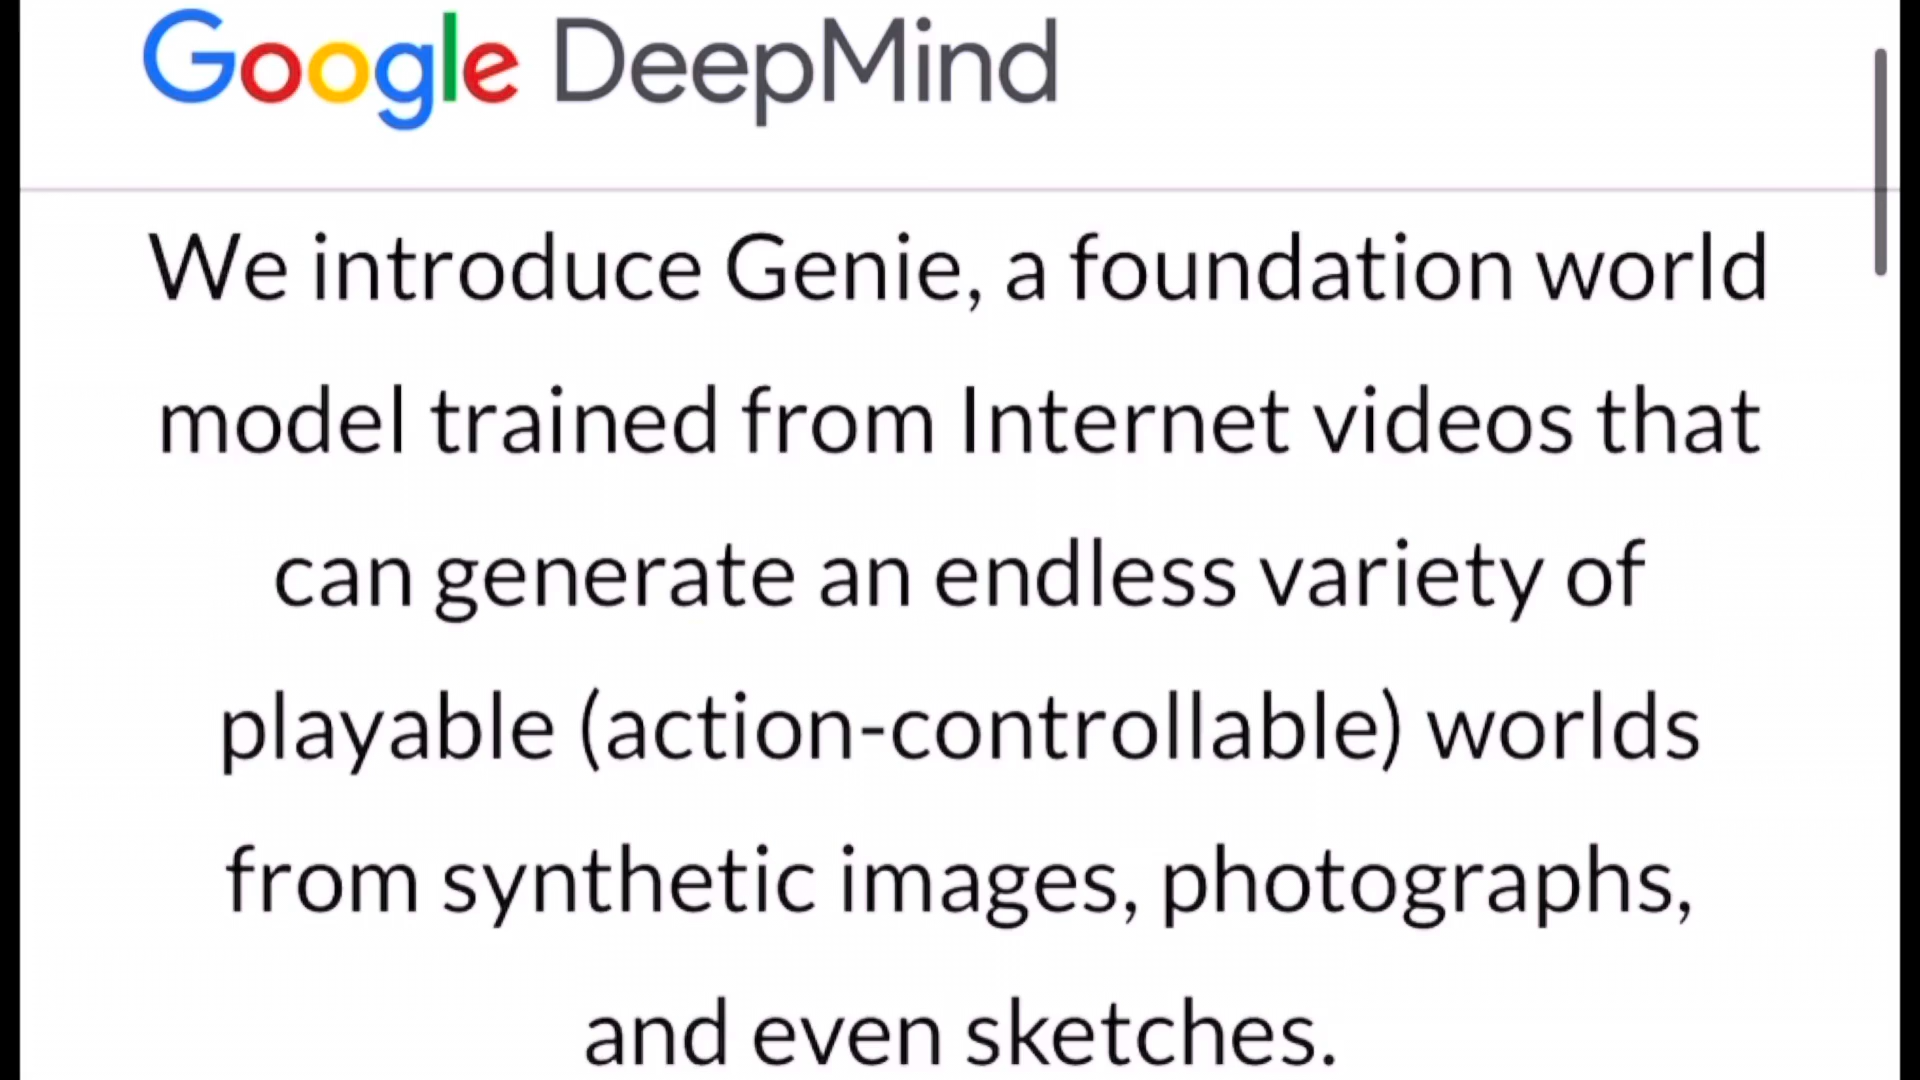 Google DeepMind
We introduce Genie, a foundation world
model trained from Internet videos that
can generate an endless variety of
playable (action-controllable) worlds
from synthetic images, photographs,
and even sketches.